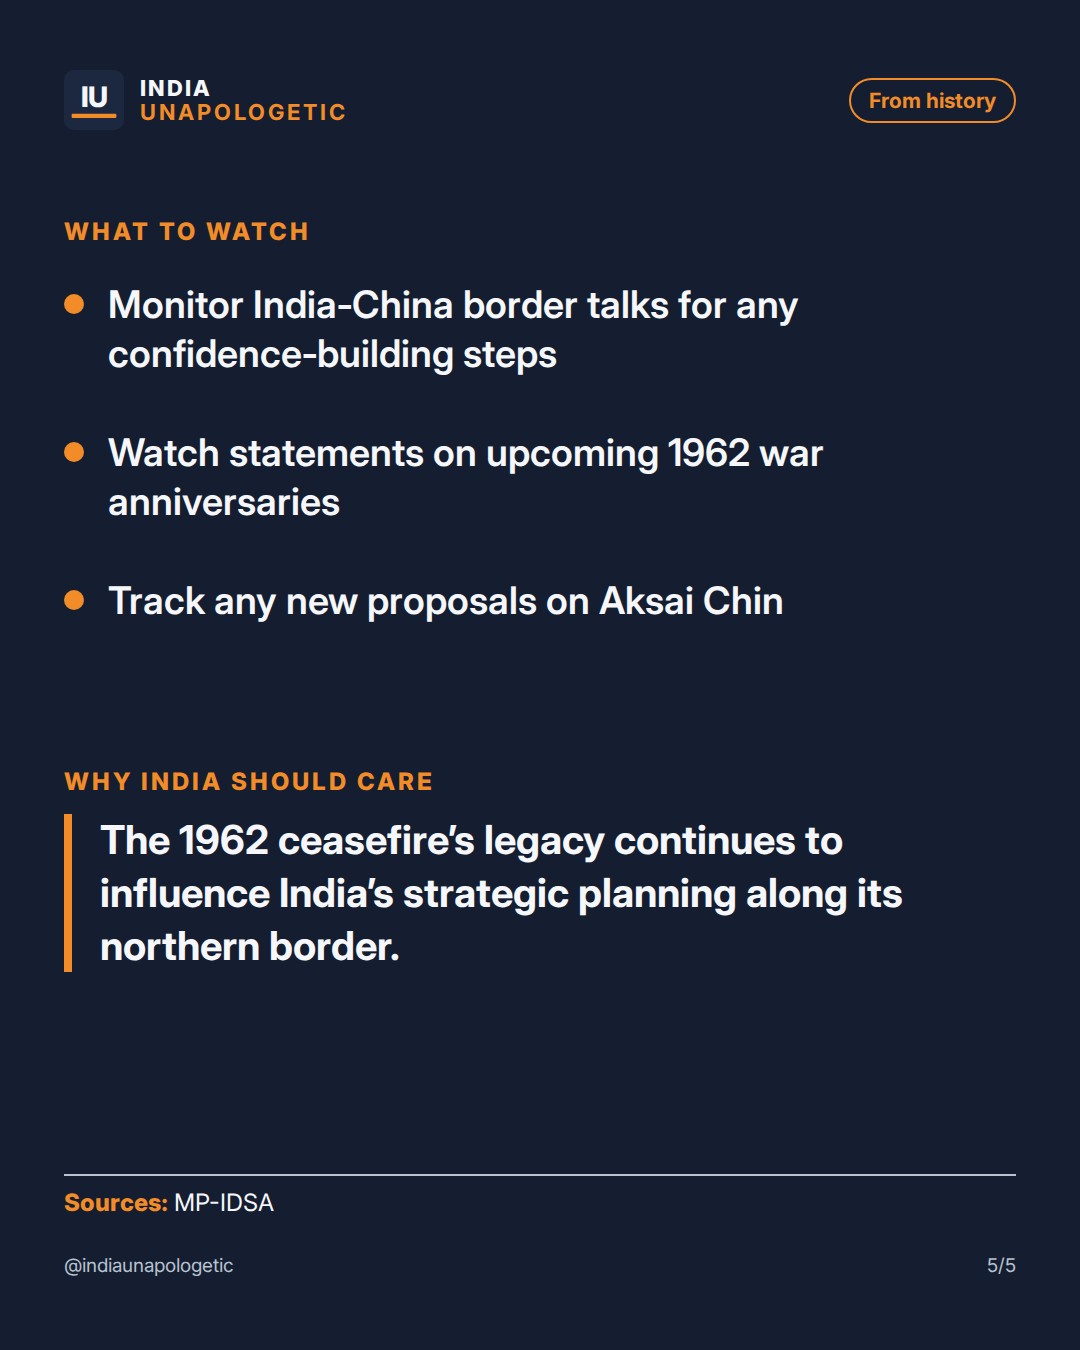 IU
INDIA
UNAPOLOGETIC
From history
WHAT TO WATCH
Monitor India-China border talks for any
confidence-building steps
Watch statements on upcoming 1962 war
anniversaries
Track any new proposals on Aksai Chin
WHY INDIA SHOULD CARE
The 1962 ceasefire’s legacy continues to
influence India’s strategic planning along its
northern border.
Sources: MP-IDSA
@indiaunapologetic
5/5